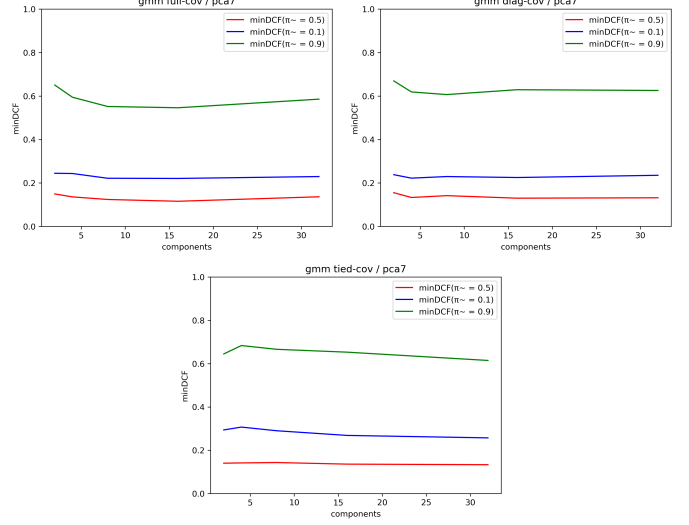 gmm full-cov / pca7
1.0
0.8
0.6
0.4
0.2
0.0
minDCF
5 10 15 20 25 30
components
minDCF(π~ = 0.5)
minDCF(π~ = 0.1)
minDCF(π~ = 0.9)
gmm diag-cov / pca7
1.0
0.8
0.6
0.4
0.2
0.0
minDCF
5 10 15 20 25 30
components
minDCF(π~ = 0.5)
minDCF(π~ = 0.1)
minDCF(π~ = 0.9)
gmm tied-cov / pca7
1.0
0.8
0.6
0.4
0.2
0.0
minDCF
5 10 15 20 25 30
components
minDCF(π~ = 0.5)
minDCF(π~ = 0.1)
minDCF(π~ = 0.9)